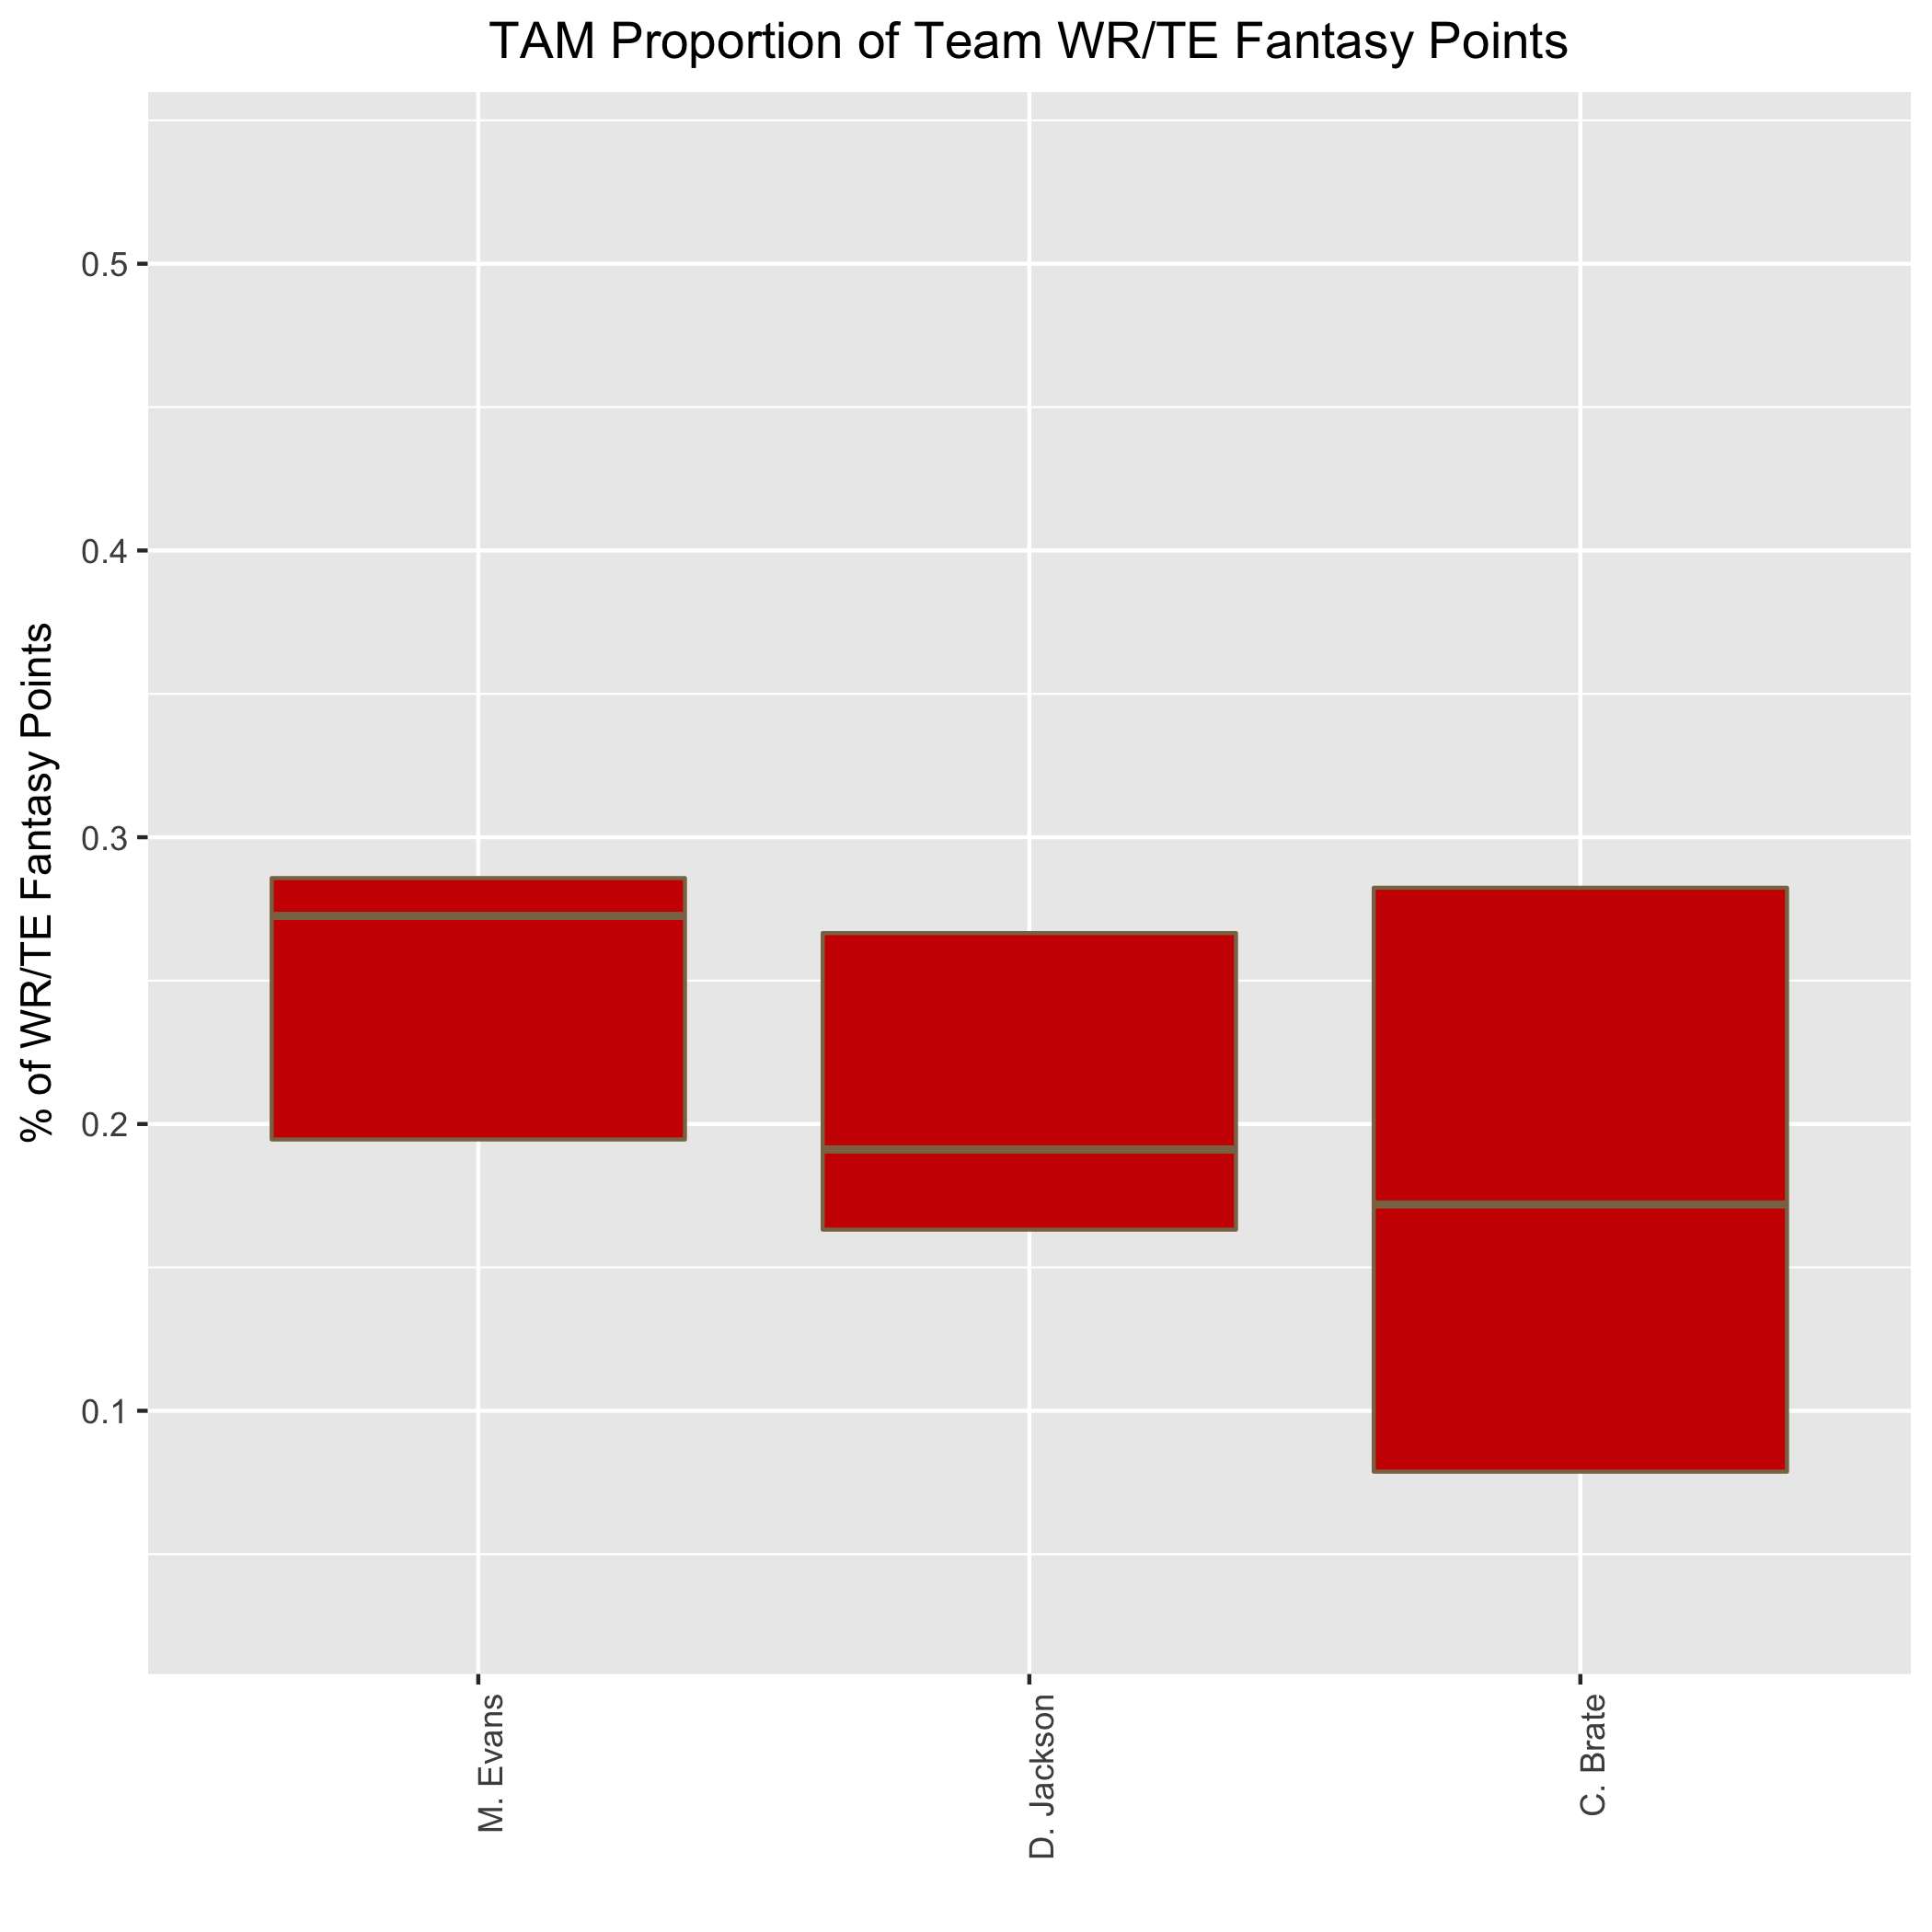 TAM Proportion of Team WR/TE Fantasy Points
% of WR/TE Fantasy Points
0.5
0.4
0.3
0.2
0.1
M. Evans
D. Jackson
C. Brate